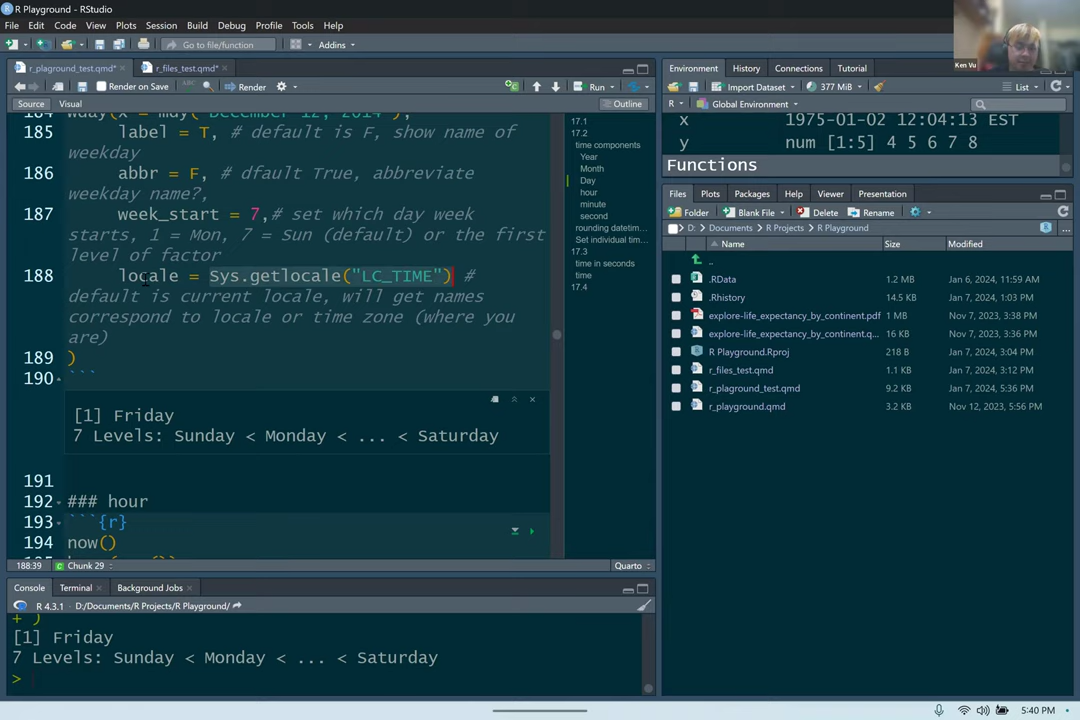 R Playground - RStudio
File Edit Code View Plots Session Build Debug Profile Tools Help
Go to file/function Addins
Ken Vu
r_plaground_test.qmd* r_files_test.qmd*
Render on Save Render Run
Source Visual Outline
185 label = T, # default is F, show name of
weekday
186 abbr = F, # dfault True, abbreviate
weekday name?,
187 week_start = 7,# set which day week
starts, 1 = Mon, 7 = Sun (default) or the first
level of factor
188 locale = Sys.getlocale("LC_TIME") #
default is current locale, will get names
correspond to locale or time zone (where you
are)
189 )
190 ```
[1] Friday
7 Levels: Sunday < Monday < ... < Saturday
191
192 ### hour
193 ```{r}
194 now()
188:39 Chunk 29 Quarto
17.1
17.2
time components
Year
Month
Day
hour
minute
second
rounding datetim...
Set individual tim...
17.3
time in seconds
time
17.4
Console Terminal Background Jobs
R 4.3.1 · D:/Documents/R Projects/R Playground/
+ )
[1] Friday
7 Levels: Sunday < Monday < ... < Saturday
>
Environment History Connections Tutorial
Import Dataset 377 MiB List
R Global Environment
x 1975-01-02 12:04:13 EST
y num [1:5] 4 5 6 7 8
Functions
Files Plots Packages Help Viewer Presentation
Folder Blank File Delete Rename
D: Documents R Projects R Playground
Name Size Modified
..
.RData 1.2 MB Jan 6, 2024, 11:59 AM
.Rhistory 14.5 KB Jan 7, 2024, 1:03 PM
explore-life_expectancy_by_continent.pdf 1 MB Nov 7, 2023, 3:38 PM
explore-life_expectancy_by_continent.q... 16 KB Nov 7, 2023, 3:36 PM
R Playground.Rproj 218 B Jan 7, 2024, 3:04 PM
r_files_test.qmd 1.1 KB Jan 7, 2024, 3:12 PM
r_plaground_test.qmd 9.2 KB Jan 7, 2024, 5:36 PM
r_playground.qmd 3.2 KB Nov 12, 2023, 5:56 PM
5:40 PM